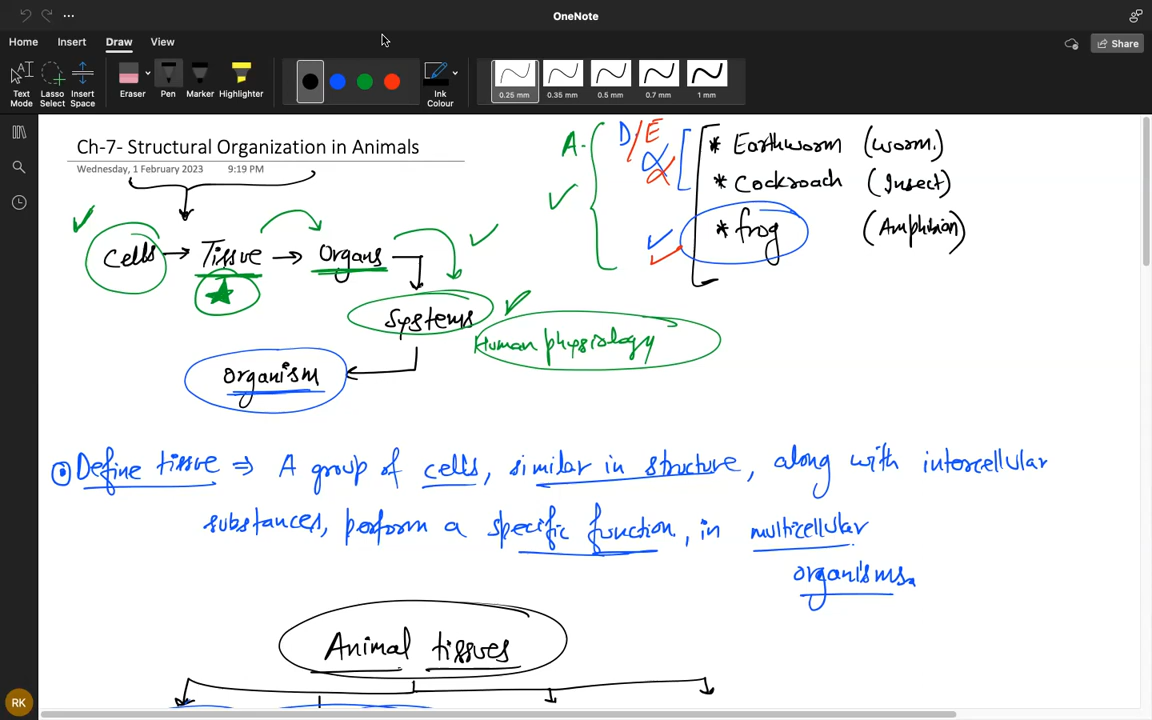 OneNote
Home Insert Draw View
Share
Text Mode
Lasso Select
Insert Space
Eraser
Pen
Marker
Highlighter
Ink Colour
0.25 mm
0.35 mm
0.5 mm
0.7 mm
1 mm
Ch-7- Structural Organization in Animals
Wednesday, 1 February 2023 9:19 PM
A.
D/E
* Earthworm (worm.)
* Cockroach (Insect)
* frog (Amphibian)
Cells → Tissue → Organs
Systems
Human physiology
Organism
Define tissue ⇒ A group of cells, similar in structure, along with intercellular
substances, perform a specific function, in multicellular
organisms.
Animal tissues
RK